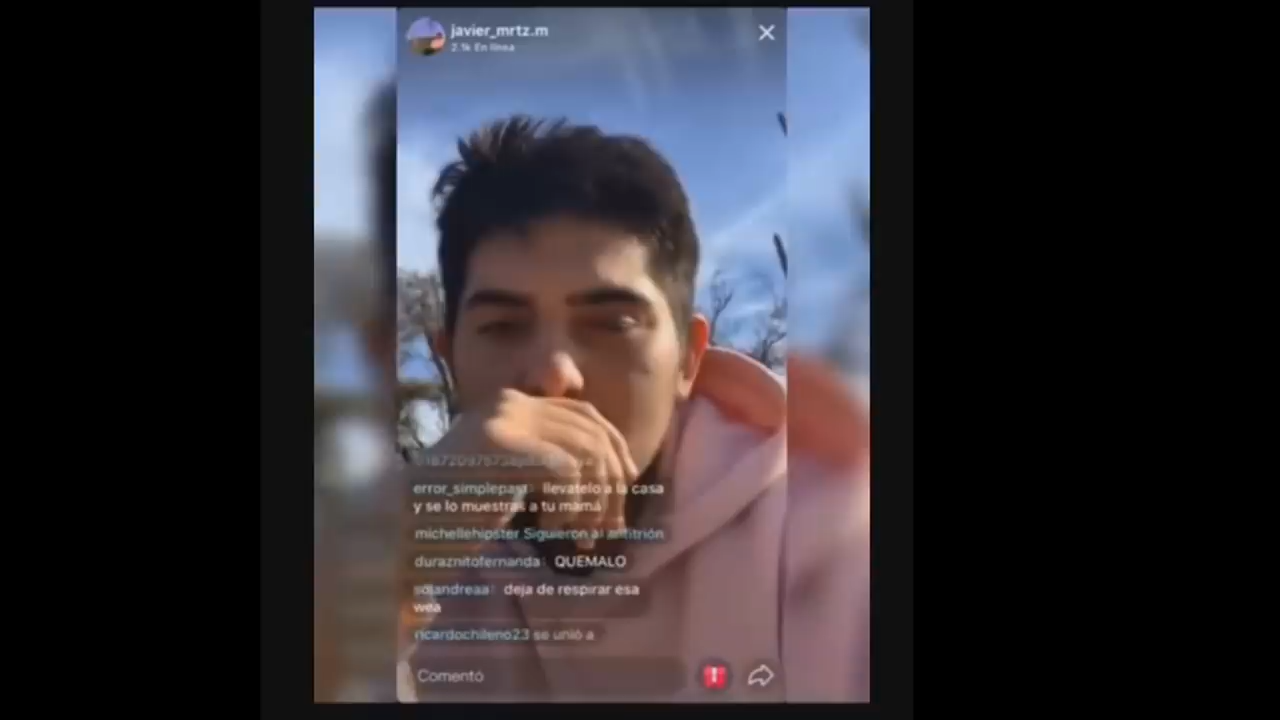 javier_mrtz.m
2.1k En línea
error_simplepast: llevatelo a la casa
y se lo muestras a tu mamá
michellehipster Siguieron al anfitrión
duraznitofernanda: QUEMALO
solandreaa: deja de respirar esa
wea
ricardochileno23 se unió a
Comentó